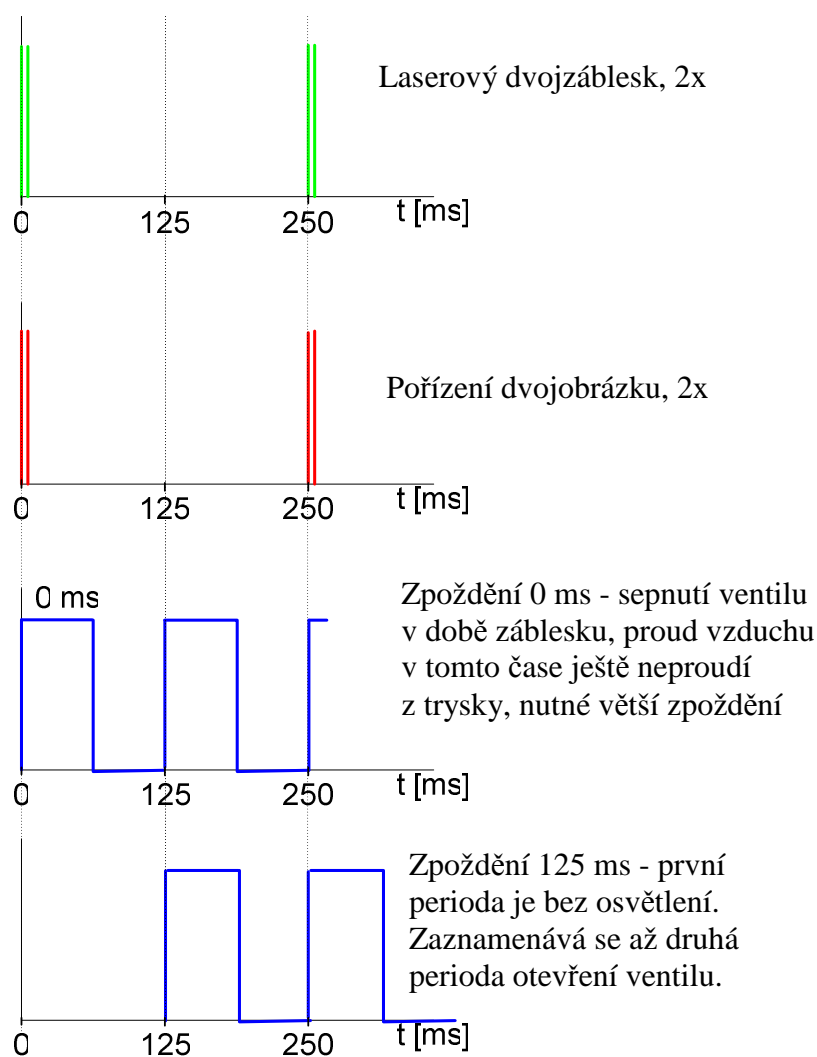 Laserový dvojzáblesk, 2x
0 125 250 t [ms]
Pořízení dvojobrázku, 2x
0 125 250 t [ms]
0 ms
Zpoždění 0 ms - sepnutí ventilu
v době záblesku, proud vzduchu
v tomto čase ještě neproudí
z trysky, nutné větší zpoždění
0 125 250 t [ms]
Zpoždění 125 ms - první
perioda je bez osvětlení.
Zaznamenává se až druhá
perioda otevření ventilu.
0 125 250 t [ms]